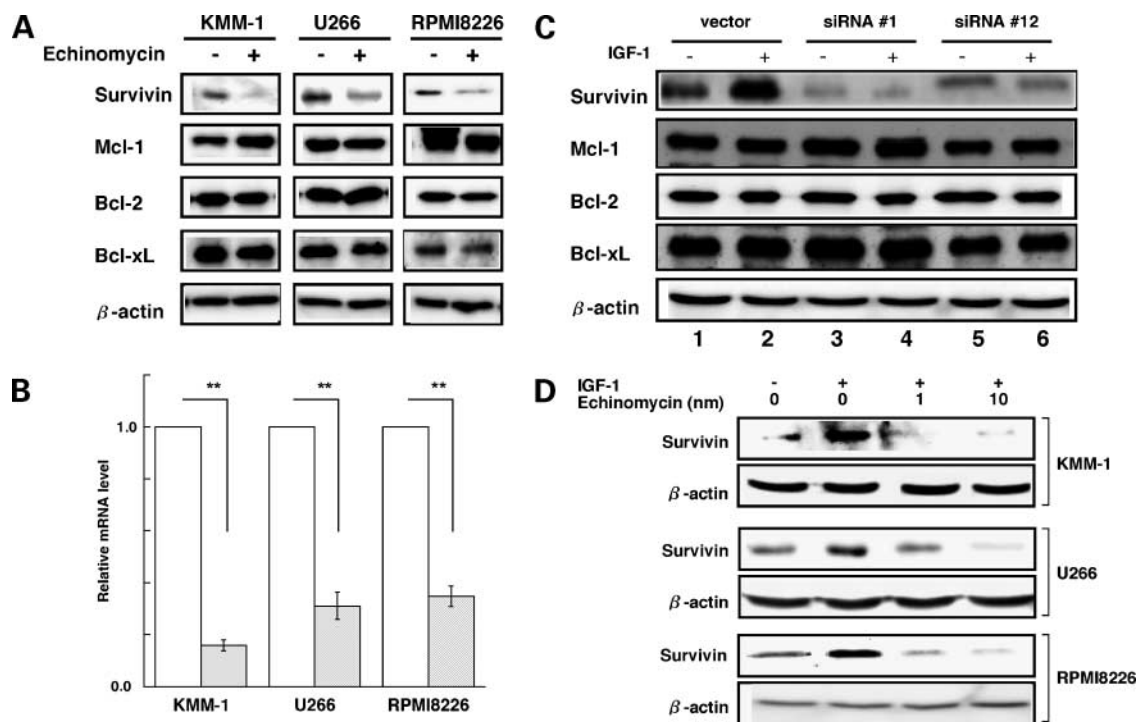 A
KMM-1 U266 RPMI8226
Echinomycin - + - + - +
Survivin
Mcl-1
Bcl-2
Bcl-xL
β-actin
B
Relative mRNA level
1.0
** ** **
0.0
KMM-1 U266 RPMI8226
C
vector siRNA #1 siRNA #12
IGF-1 - + - + - +
Survivin
Mcl-1
Bcl-2
Bcl-xL
β-actin
1 2 3 4 5 6
D
IGF-1 - + + +
Echinomycin (nm) 0 0 1 10
Survivin
β-actin
KMM-1
Survivin
β-actin
U266
Survivin
β-actin
RPMI8226